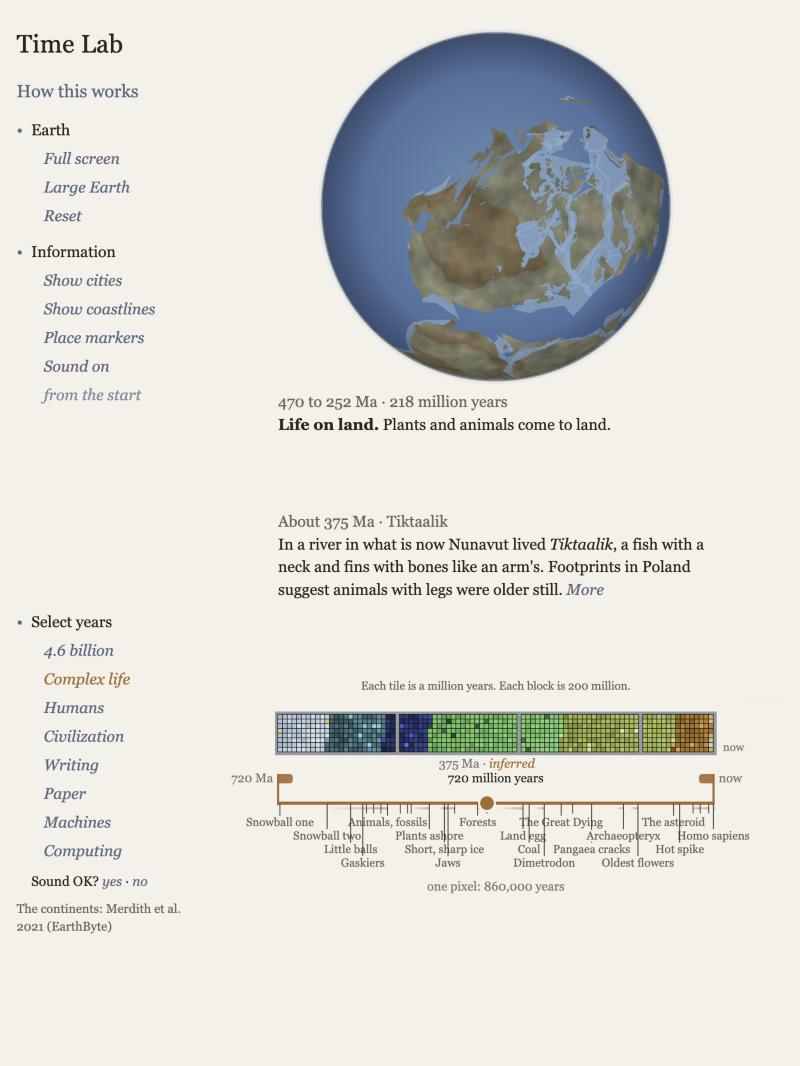 Time Lab
How this works
• Earth
Full screen
Large Earth
Reset
• Information
Show cities
Show coastlines
Place markers
Sound on
from the start
470 to 252 Ma · 218 million years
Life on land. Plants and animals come to land.
About 375 Ma · Tiktaalik
In a river in what is now Nunavut lived Tiktaalik, a fish with a
neck and fins with bones like an arm's. Footprints in Poland
suggest animals with legs were older still. More
• Select years
4.6 billion
Complex life
Humans
Civilization
Writing
Paper
Machines
Computing
Sound OK? yes · no
The continents: Merdith et al.
2021 (EarthByte)
Each tile is a million years. Each block is 200 million.
now
375 Ma · inferred
720 Ma 720 million years now
Snowball one Animals, fossils Forests The Great Dying The asteroid
Snowball two Plants ashore Land egg Archaeopteryx Homo sapiens
Little balls Short, sharp ice Coal Pangaea cracks Hot spike
Gaskiers Jaws Dimetrodon Oldest flowers
one pixel: 860,000 years